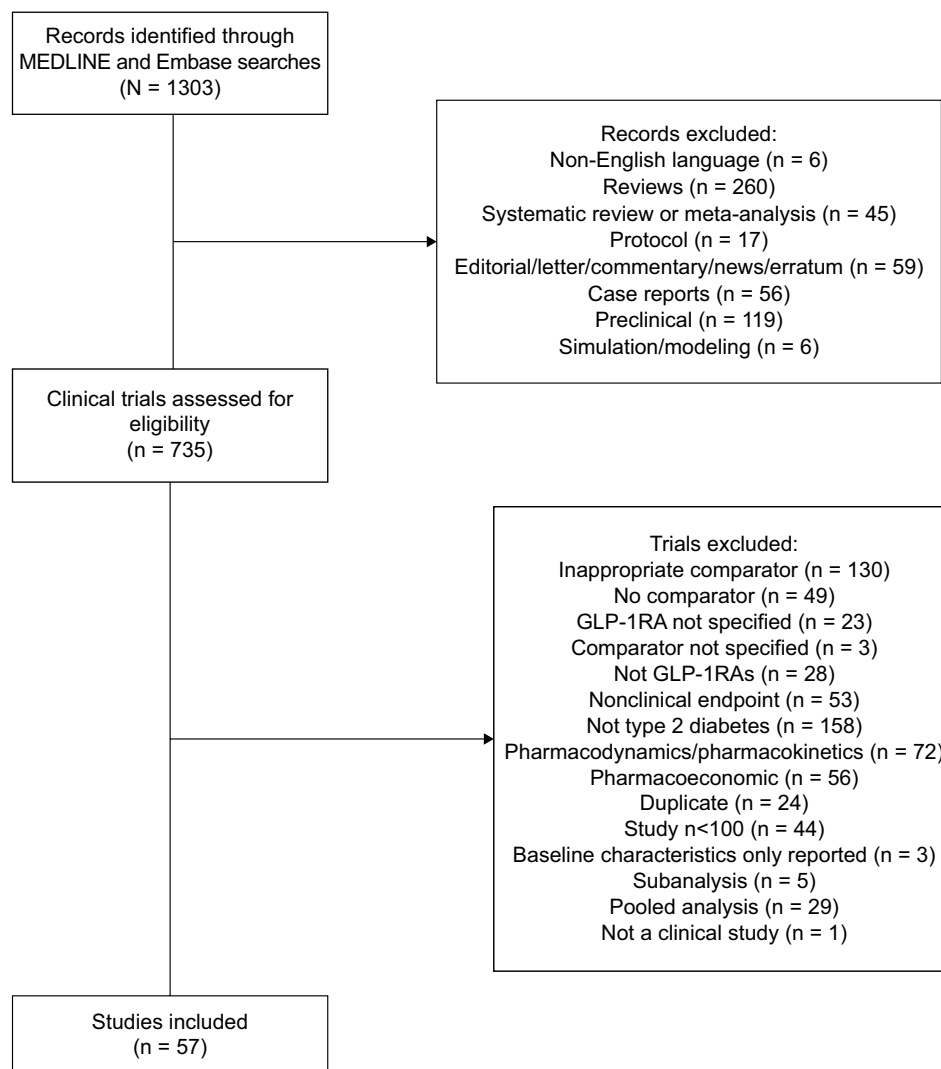 Records identified through
MEDLINE and Embase searches
(N = 1303)
Records excluded:
Non-English language (n = 6)
Reviews (n = 260)
Systematic review or meta-analysis (n = 45)
Protocol (n = 17)
Editorial/letter/commentary/news/erratum (n = 59)
Case reports (n = 56)
Preclinical (n = 119)
Simulation/modeling (n = 6)
Clinical trials assessed for
eligibility
(n = 735)
Trials excluded:
Inappropriate comparator (n = 130)
No comparator (n = 49)
GLP-1RA not specified (n = 23)
Comparator not specified (n = 3)
Not GLP-1RAs (n = 28)
Nonclinical endpoint (n = 53)
Not type 2 diabetes (n = 158)
Pharmacodynamics/pharmacokinetics (n = 72)
Pharmacoeconomic (n = 56)
Duplicate (n = 24)
Study n<100 (n = 44)
Baseline characteristics only reported (n = 3)
Subanalysis (n = 5)
Pooled analysis (n = 29)
Not a clinical study (n = 1)
Studies included
(n = 57)